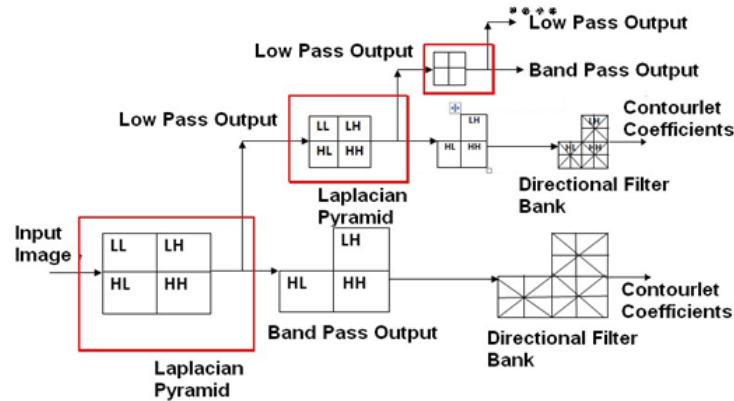 Low Pass Output
Low Pass Output
Band Pass Output
Low Pass Output
LL LH
HL HH
LH
HL HH
LH
HL HH
Contourlet
Coefficients
Laplacian
Pyramid
Directional Filter
Bank
Input
Image
LL LH
HL HH
LH
HL HH
Band Pass Output
Contourlet
Coefficients
Directional Filter
Bank
Laplacian
Pyramid